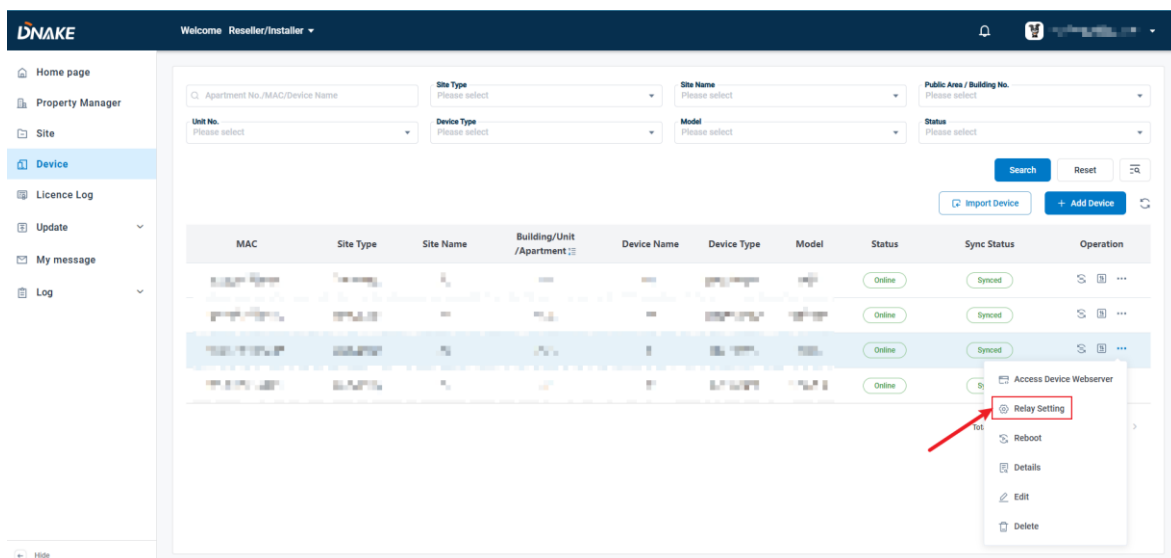 DNAKE
Welcome Reseller/Installer
Home page
Property Manager
Site
Device
Licence Log
Update
My message
Log
Hide
Apartment No./MAC/Device Name
Site Type
Please select
Site Name
Please select
Public Area / Building No.
Please select
Unit No.
Please select
Device Type
Please select
Model
Please select
Status
Please select
Search
Reset
Import Device
+ Add Device
MAC
Site Type
Site Name
Building/Unit
/Apartment
Device Name
Device Type
Model
Status
Sync Status
Operation
Online
Synced
Online
Synced
Online
Synced
Online
Access Device Webserver
Relay Setting
Reboot
Details
Edit
Delete